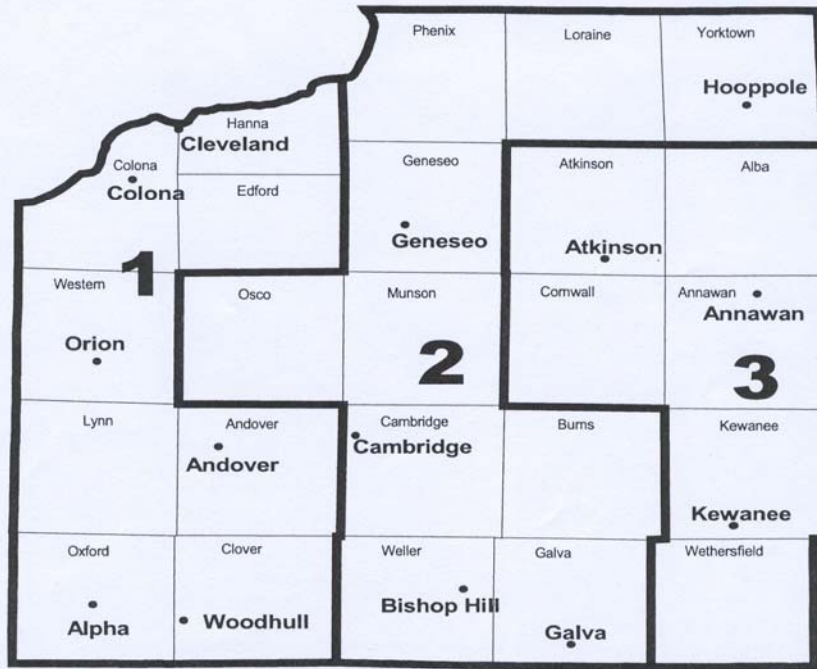 Phenix
Loraine
Yorktown
Hooppole
Hanna
Cleveland
Colona
Colona
Edford
Geneseo
Geneseo
Atkinson
Atkinson
Alba
1
Western
Orion
Osco
Munson
2
Cornwall
Annawan
Annawan
3
Lynn
Andover
Andover
Cambridge
Cambridge
Burns
Kewanee
Kewanee
Oxford
Alpha
Clover
Woodhull
Weller
Bishop Hill
Galva
Galva
Wethersfield